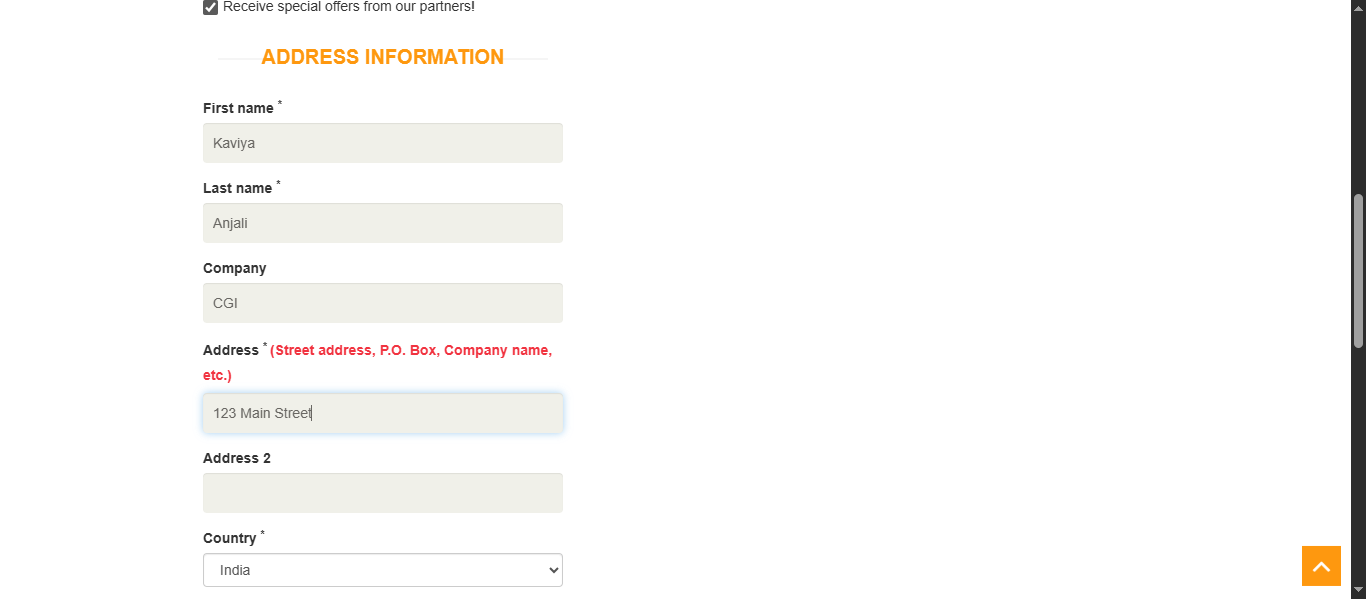 Receive special offers from our partners!
ADDRESS INFORMATION
First name *
Kaviya
Last name *
Anjali
Company
CGI
Address * (Street address, P.O. Box, Company name,
etc.)
123 Main Street
Address 2
Country *
India